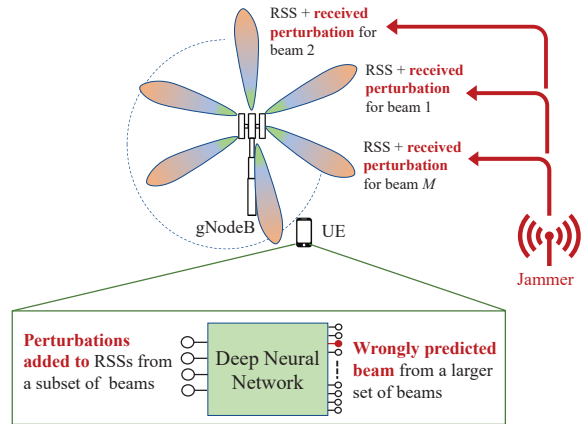 RSS + received
perturbation for
beam 2
RSS + received
perturbation
for beam 1
RSS + received
perturbation
for beam M
gNodeB
UE
Jammer
Perturbations
added to RSSs from
a subset of beams
Deep Neural
Network
Wrongly predicted
beam from a larger
set of beams